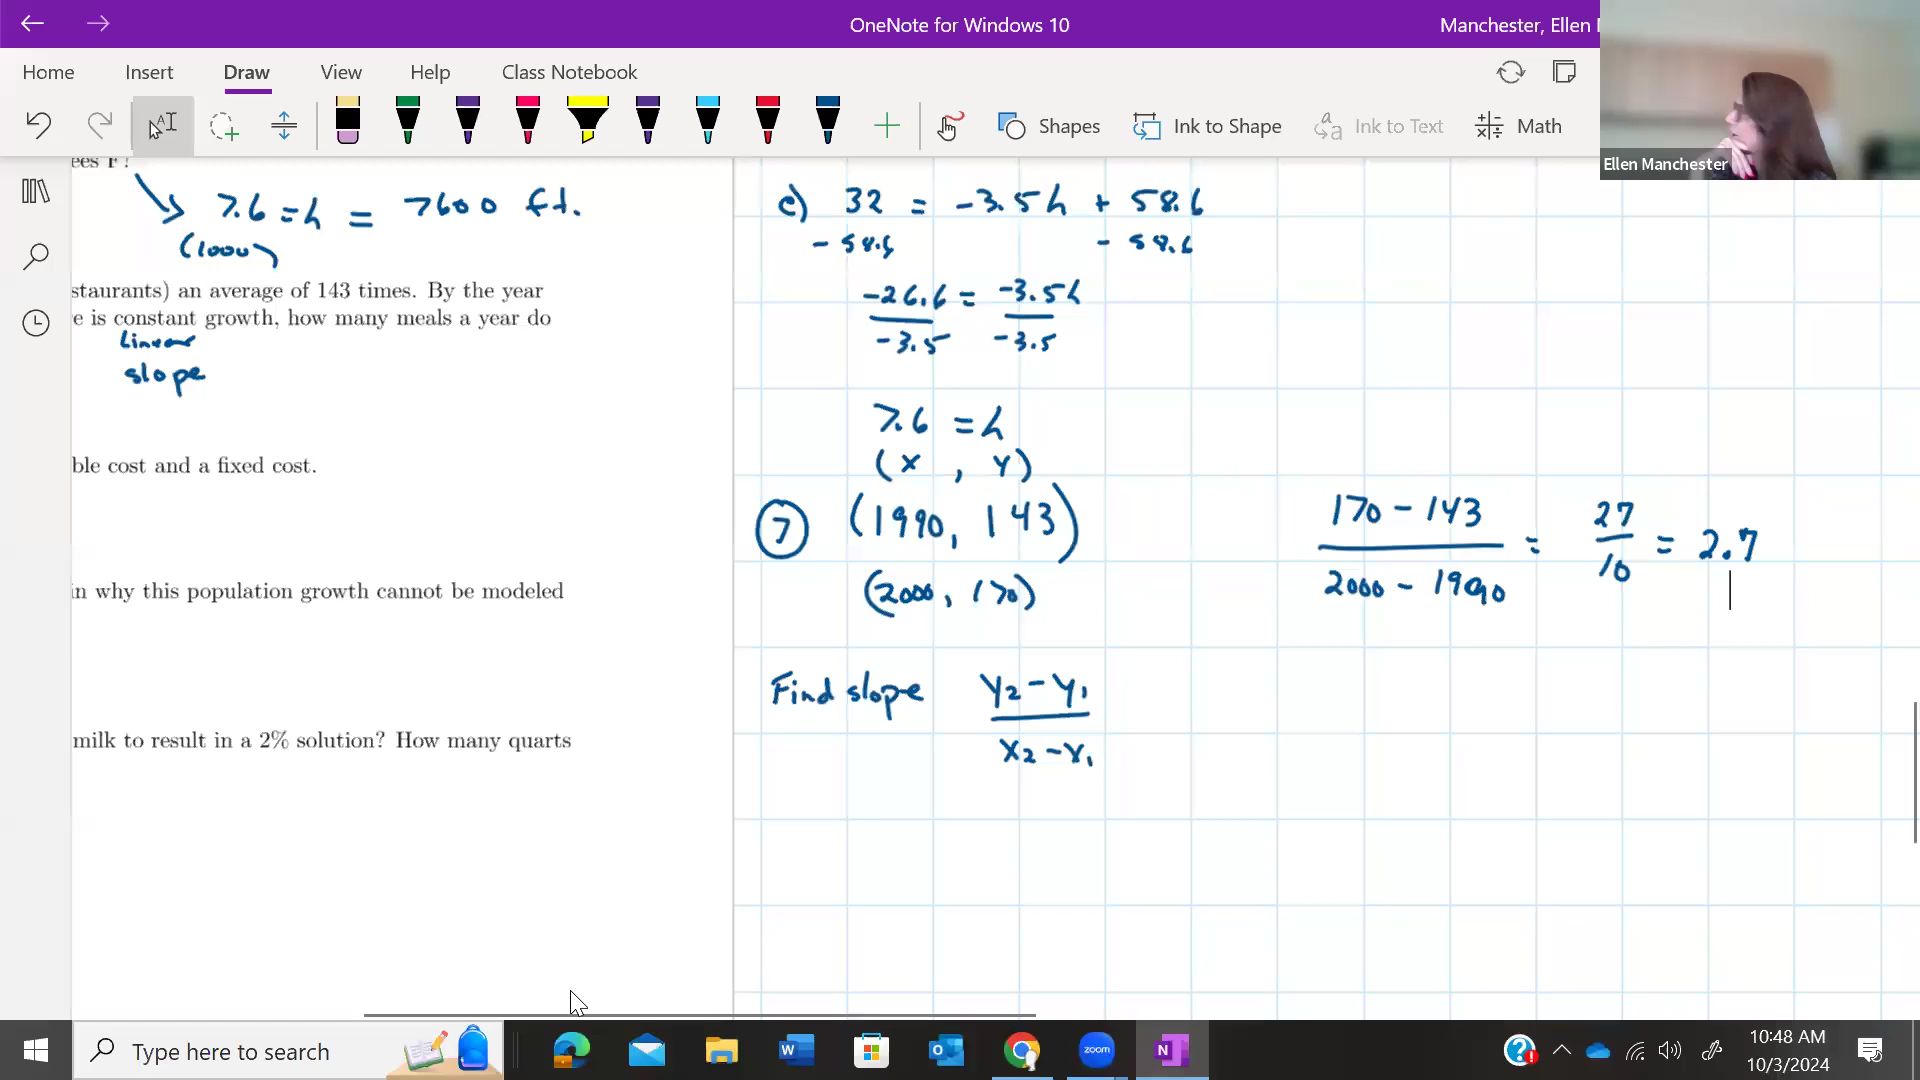 OneNote for Windows 10
Manchester, Ellen
Home Insert Draw View Help Class Notebook
Shapes Ink to Shape Ink to Text Math
Ellen Manchester
7.6 = h = 7600 ft.
(1000)
staurants) an average of 143 times. By the year
e is constant growth, how many meals a year do
Linear
slope
ble cost and a fixed cost.
in why this population growth cannot be modeled
milk to result in a 2% solution? How many quarts
c) 32 = -3.5h + 58.6
- 58.6 - 58.6
-26.6 = -3.5h
-3.5 -3.5
7.6 = h
(x, y)
7 (1990, 143)
(2000, 170)
170 - 143 = 27 = 2.7
2000 - 1990 10
Find slope y2 - y1
x2 - x1
Type here to search
zoom
10:48 AM
10/3/2024